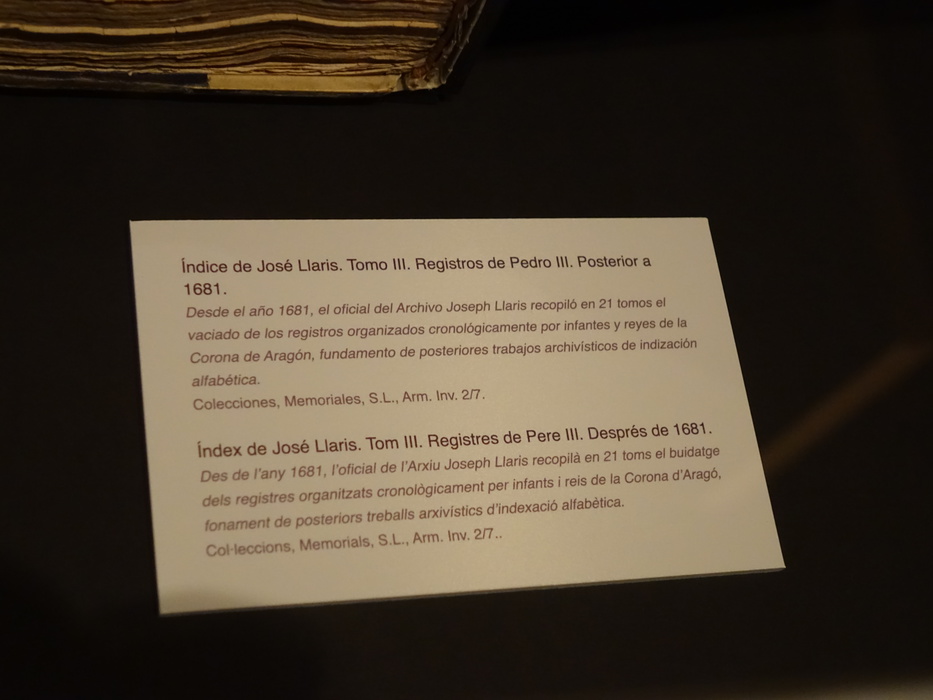 Índice de José Llaris. Tomo III. Registros de Pedro III. Posterior a
1681.
Desde el año 1681, el oficial del Archivo Joseph Llaris recopiló en 21 tomos el
vaciado de los registros organizados cronológicamente por infantes y reyes de la
Corona de Aragón, fundamento de posteriores trabajos archivísticos de indización
alfabética.
Colecciones, Memoriales, S.L., Arm. Inv. 2/7.
Índex de José Llaris. Tom III. Registres de Pere III. Després de 1681.
Des de l'any 1681, l'oficial de l'Arxiu Joseph Llaris recopilà en 21 toms el buidatge
dels registres organitzats cronològicament per infants i reis de la Corona d'Aragó,
fonament de posteriors treballs arxivístics d'indexació alfabètica.
Col·leccions, Memorials, S.L., Arm. Inv. 2/7..